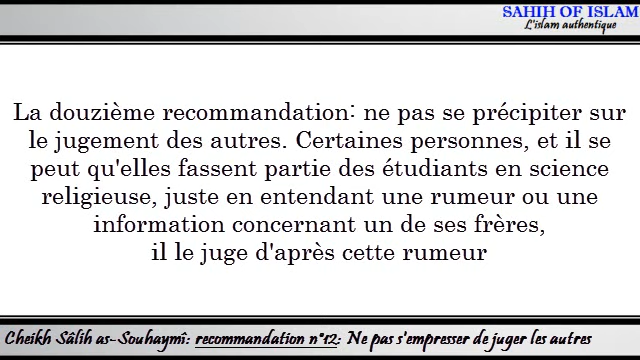 SAHIH OF ISLAM
L'islam authentique
La douzième recommandation: ne pas se précipiter sur
le jugement des autres. Certaines personnes, et il se
peut qu'elles fassent partie des étudiants en science
religieuse, juste en entendant une rumeur ou une
information concernant un de ses frères,
il le juge d'après cette rumeur
Cheikh Sâlih as-Souhaymî: recommandation n°12: Ne pas s'empresser de juger les autres